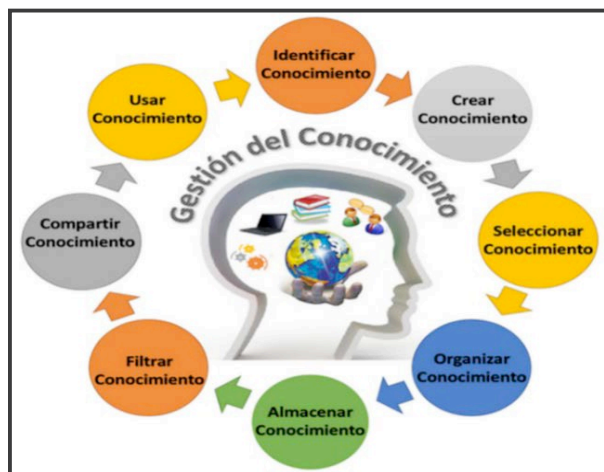 Identificar
Conocimiento
Crear
Conocimiento
Seleccionar
Conocimiento
Organizar
Conocimiento
Almacenar
Conocimiento
Filtrar
Conocimiento
Compartir
Conocimiento
Usar
Conocimiento
Gestión del Conocimiento